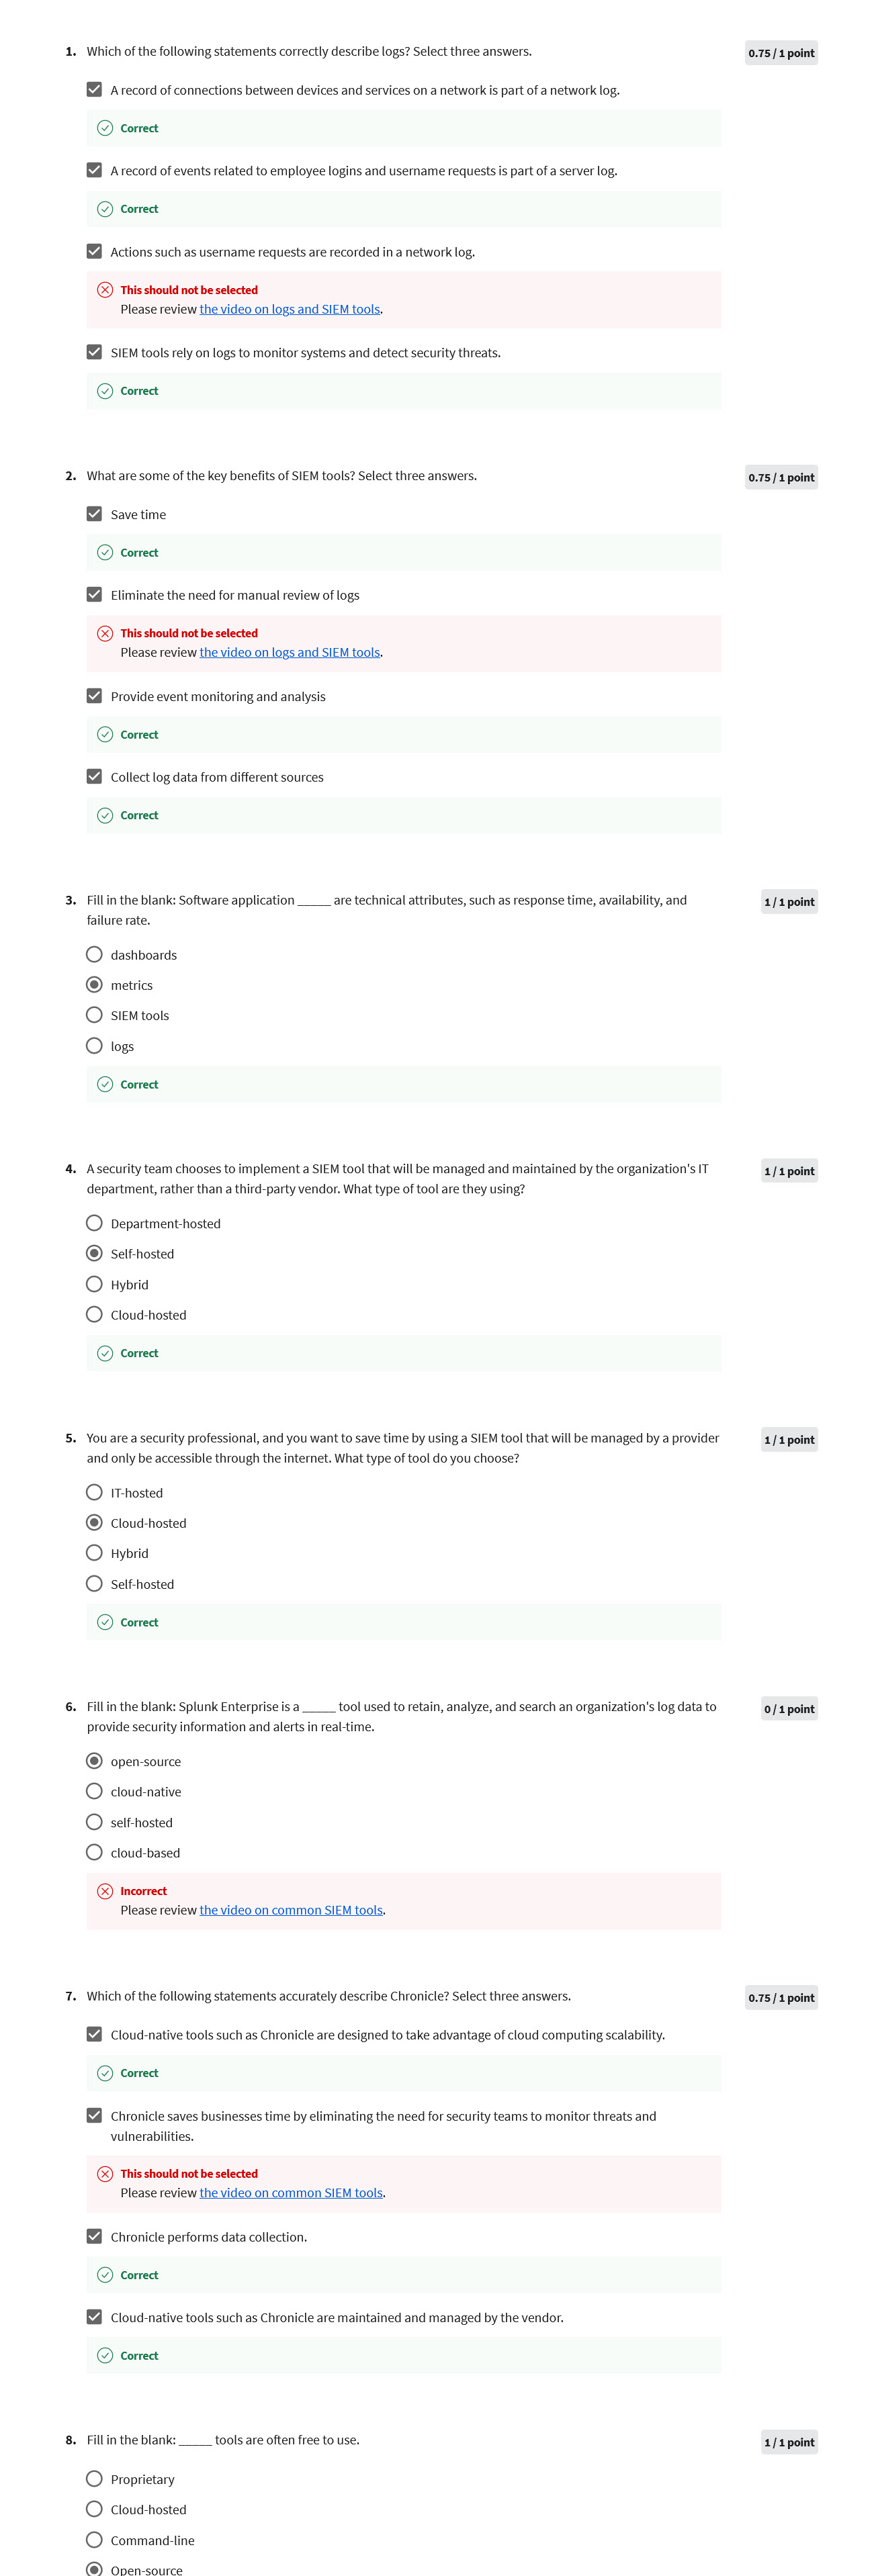 1. Which of the following statements correctly describe logs? Select three answers.
0.75 / 1 point
A record of connections between devices and services on a network is part of a network log.
Correct
A record of events related to employee logins and username requests is part of a server log.
Correct
Actions such as username requests are recorded in a network log.
This should not be selected
Please review the video on logs and SIEM tools.
SIEM tools rely on logs to monitor systems and detect security threats.
Correct
2. What are some of the key benefits of SIEM tools? Select three answers.
0.75 / 1 point
Save time
Correct
Eliminate the need for manual review of logs
This should not be selected
Please review the video on logs and SIEM tools.
Provide event monitoring and analysis
Correct
Collect log data from different sources
Correct
3. Fill in the blank: Software application _____ are technical attributes, such as response time, availability, and
failure rate.
1 / 1 point
dashboards
metrics
SIEM tools
logs
Correct
4. A security team chooses to implement a SIEM tool that will be managed and maintained by the organization's IT
department, rather than a third-party vendor. What type of tool are they using?
1 / 1 point
Department-hosted
Self-hosted
Hybrid
Cloud-hosted
Correct
5. You are a security professional, and you want to save time by using a SIEM tool that will be managed by a provider
and only be accessible through the internet. What type of tool do you choose?
1 / 1 point
IT-hosted
Cloud-hosted
Hybrid
Self-hosted
Correct
6. Fill in the blank: Splunk Enterprise is a _____ tool used to retain, analyze, and search an organization's log data to
provide security information and alerts in real-time.
0 / 1 point
open-source
cloud-native
self-hosted
cloud-based
Incorrect
Please review the video on common SIEM tools.
7. Which of the following statements accurately describe Chronicle? Select three answers.
0.75 / 1 point
Cloud-native tools such as Chronicle are designed to take advantage of cloud computing scalability.
Correct
Chronicle saves businesses time by eliminating the need for security teams to monitor threats and
vulnerabilities.
This should not be selected
Please review the video on common SIEM tools.
Chronicle performs data collection.
Correct
Cloud-native tools such as Chronicle are maintained and managed by the vendor.
Correct
8. Fill in the blank: _____ tools are often free to use.
1 / 1 point
Proprietary
Cloud-hosted
Command-line
Open-source